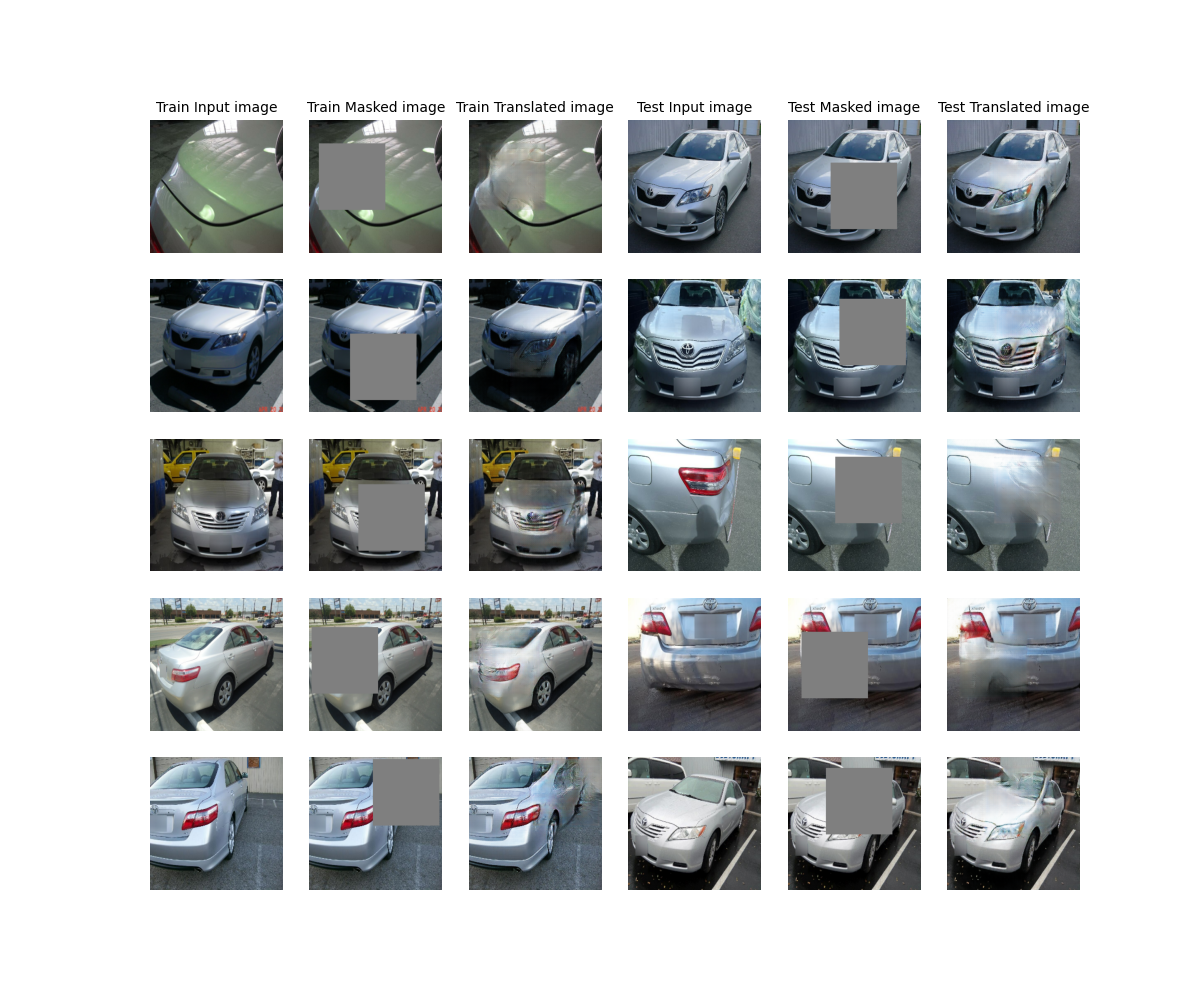 Train Input image
Train Masked image
Train Translated image
Test Input image
Test Masked image
Test Translated image